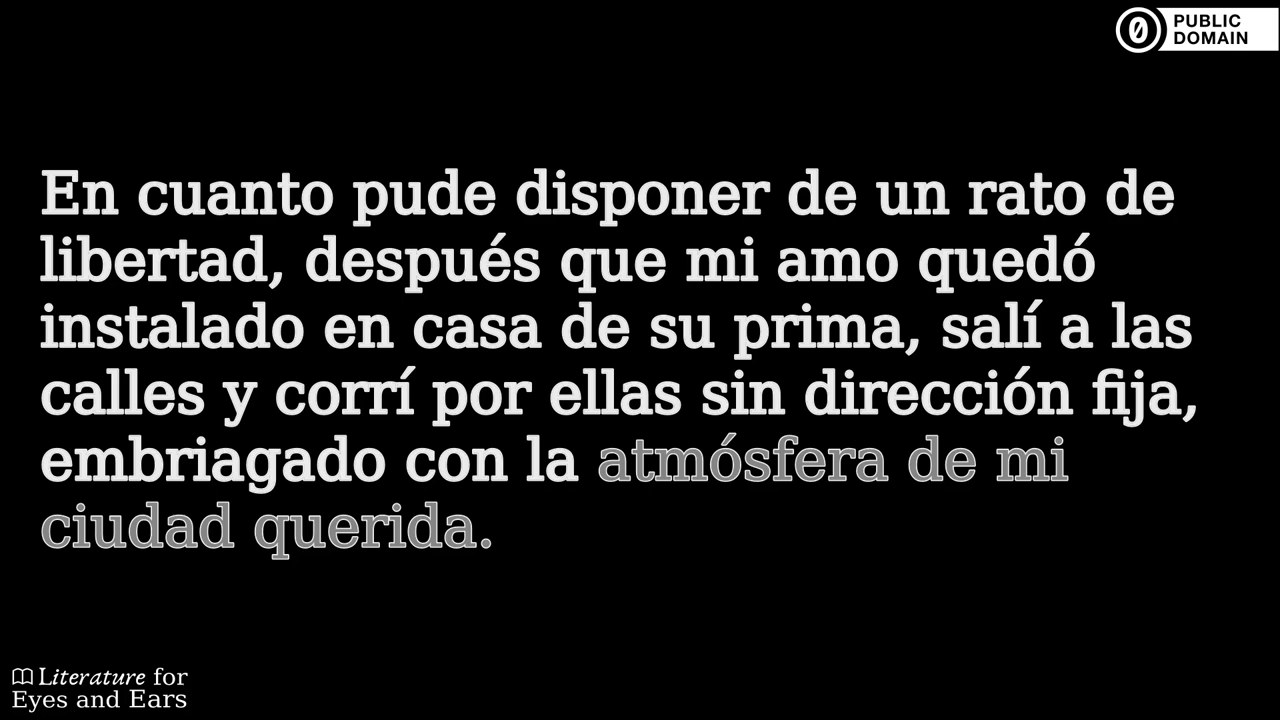 PUBLIC
DOMAIN
En cuanto pude disponer de un rato de
libertad, después que mi amo quedó
instalado en casa de su prima, salí a las
calles y corrí por ellas sin dirección fija,
embriagado con la atmósfera de mi
ciudad querida.
Literature for
Eyes and Ears